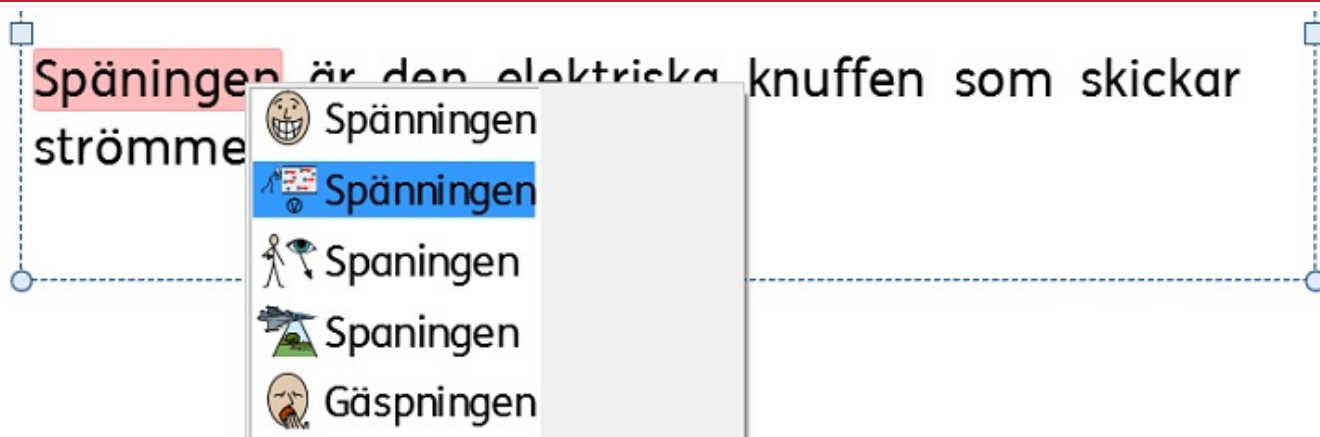 Späningen är den elektriska knuffen som skickar
strömme
Spänningen
Spänningen
Spaningen
Spaningen
Gäspningen